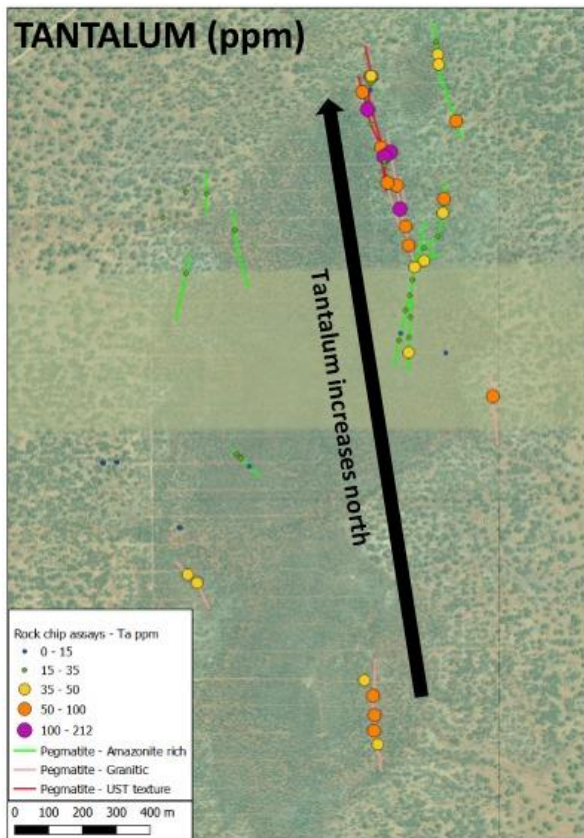 TANTALUM (ppm)
Tantalum increases north
Rock chip assays - Ta ppm
0 - 15
15 - 35
35 - 50
50 - 100
100 - 212
Pegmatite - Amazonite rich
Pegmatite - Granitic
Pegmatite - UST texture
0 100 200 300 400 m